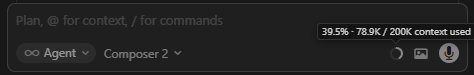 Plan, @ for context, / for commands
39.5% · 78.9K / 200K context used
Agent
Composer 2